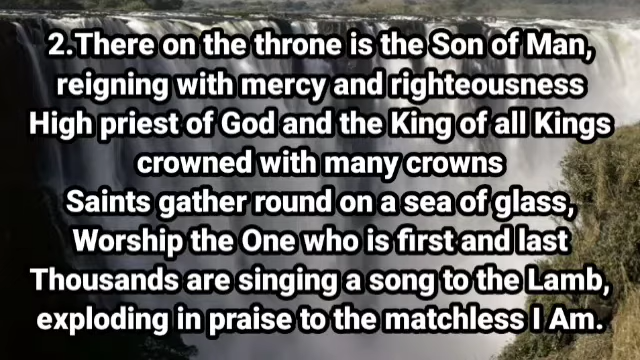 2.There on the throne is the Son of Man,
reigning with mercy and righteousness
High priest of God and the King of all Kings
crowned with many crowns
Saints gather round on a sea of glass,
Worship the One who is first and last
Thousands are singing a song to the Lamb,
exploding in praise to the matchless I Am.